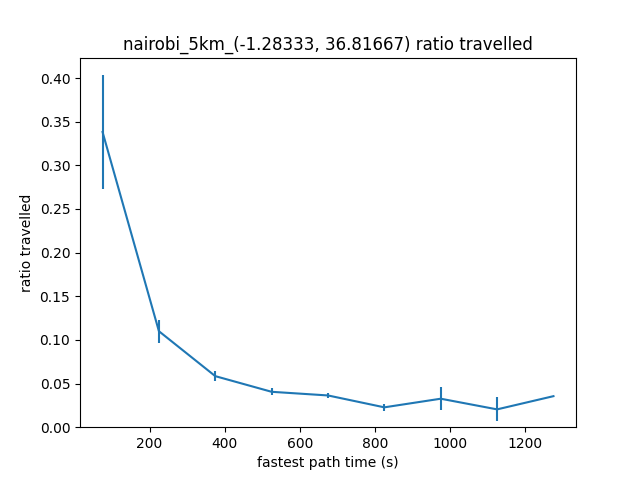 nairobi_5km_(-1.28333, 36.81667) ratio travelled
0.40
0.35
0.30
0.25
0.20
0.15
0.10
0.05
0.00
ratio travelled
200 400 600 800 1000 1200
fastest path time (s)